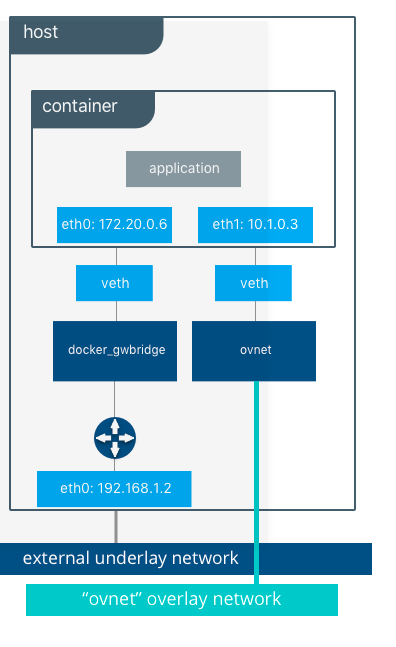 host
container
application
eth0: 172.20.0.6
eth1: 10.1.0.3
veth
veth
docker_gwbridge
ovnet
eth0: 192.168.1.2
external underlay network
“ovnet” overlay network